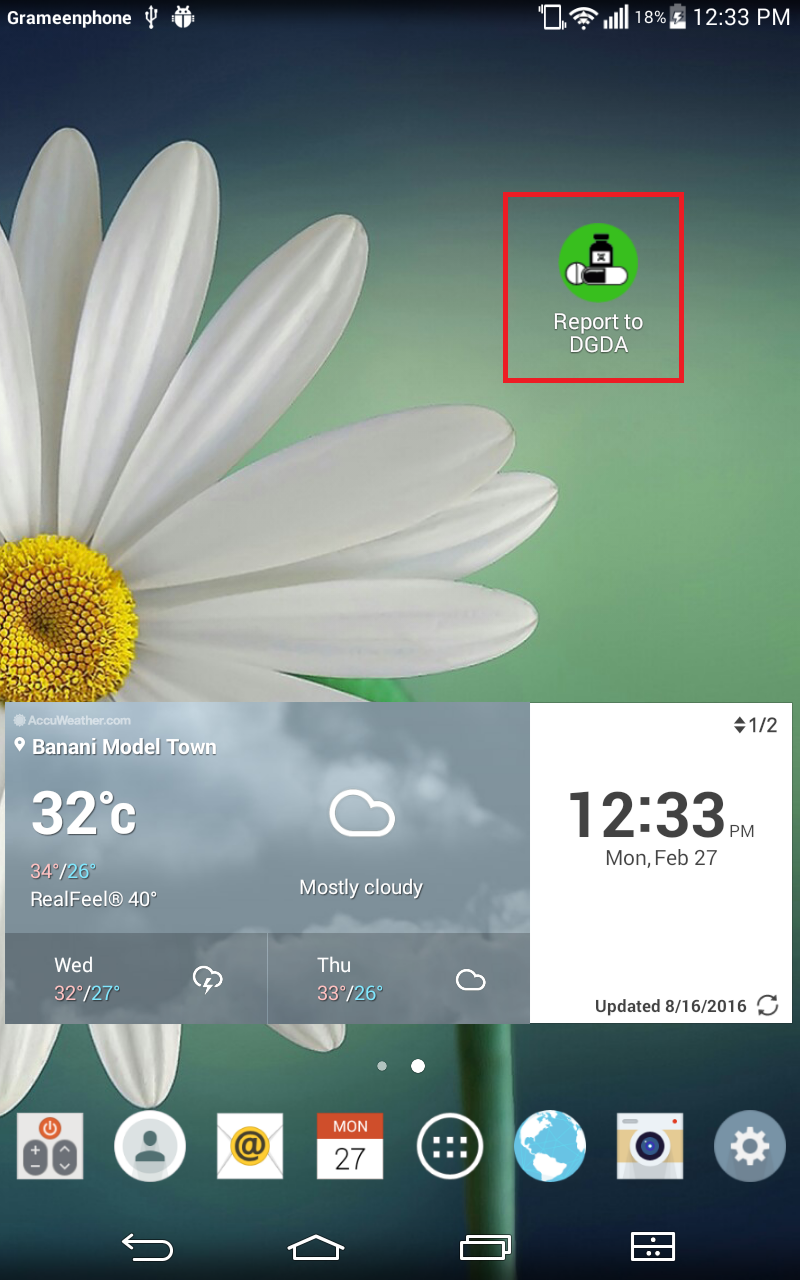 Grameenphone
18%
12:33 PM
Report to
DGDA
AccuWeather.com
Banani Model Town
32°c
34°/26°
RealFeel® 40°
Mostly cloudy
Wed
32°/27°
Thu
33°/26°
1/2
12:33 PM
Mon, Feb 27
Updated 8/16/2016
@
MON
27